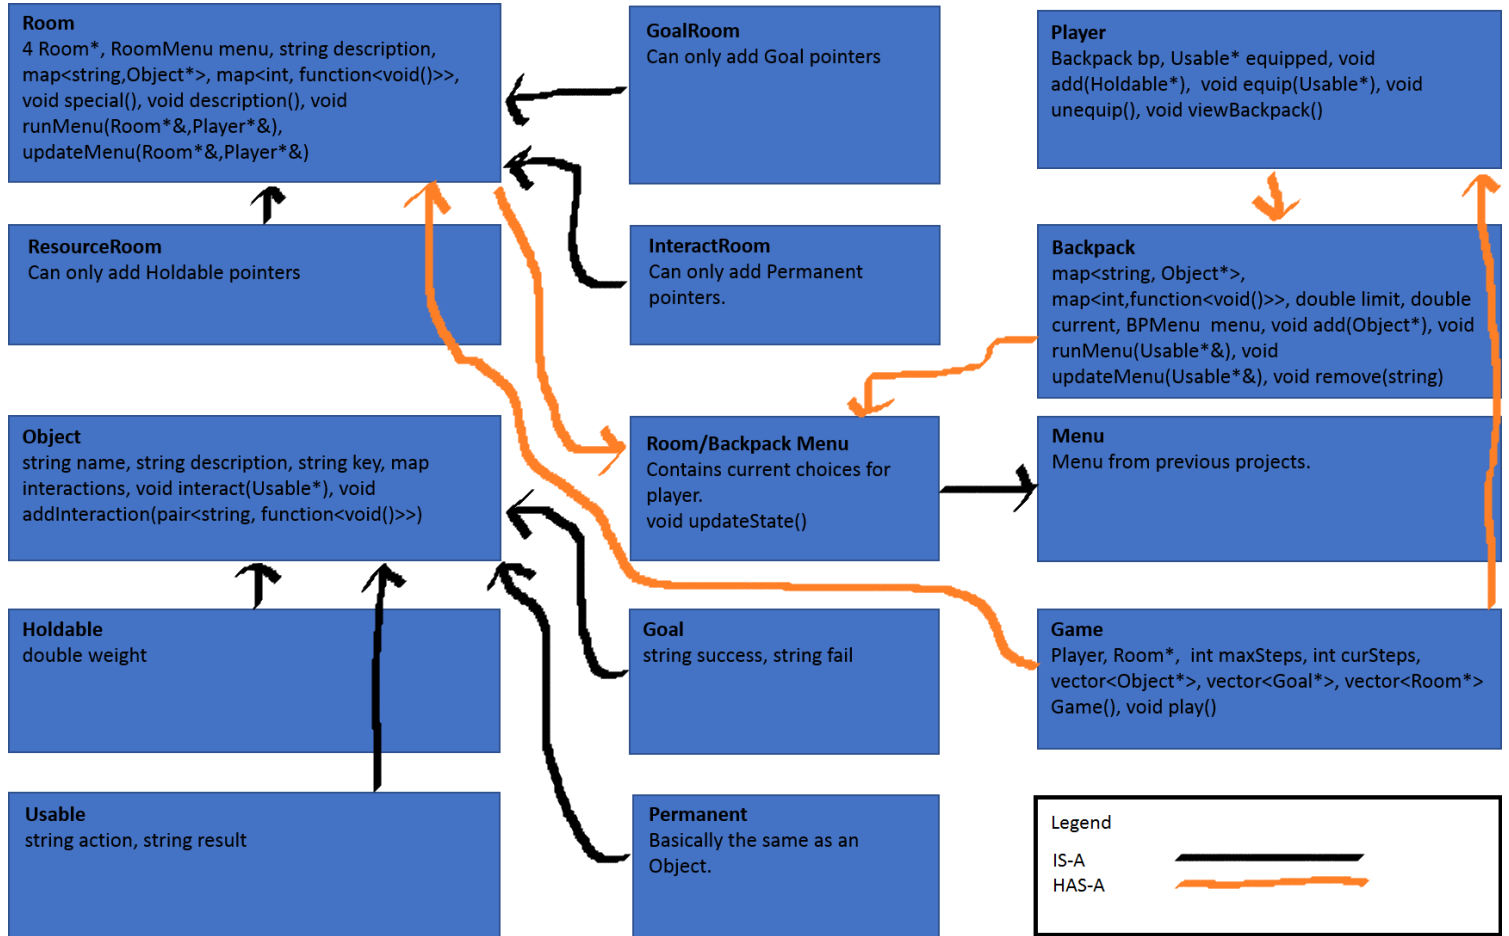 Room
4 Room*, RoomMenu menu, string description,
map<string,Object*>, map<int, function<void()>>,
void special(), void description(), void
runMenu(Room*&,Player*&),
updateMenu(Room*&,Player*&)
GoalRoom
Can only add Goal pointers
Player
Backpack bp, Usable* equipped, void
add(Holdable*),  void equip(Usable*), void
unequip(), void viewBackpack()
ResourceRoom
Can only add Holdable pointers
InteractRoom
Can only add Permanent
pointers.
Backpack
map<string, Object*>,
map<int,function<void()>>, double limit, double
current, BPMenu  menu, void add(Object*), void
runMenu(Usable*&), void
updateMenu(Usable*&), void remove(string)
Object
string name, string description, string key, map
interactions, void interact(Usable*), void
addInteraction(pair<string, function<void()>>)
Room/Backpack Menu
Contains current choices for
player.
void updateState()
Menu
Menu from previous projects.
Holdable
double weight
Goal
string success, string fail
Game
Player, Room*,  int maxSteps, int curSteps,
vector<Object*>, vector<Goal*>, vector<Room*>
Game(), void play()
Usable
string action, string result
Permanent
Basically the same as an
Object.
Legend
IS-A
HAS-A